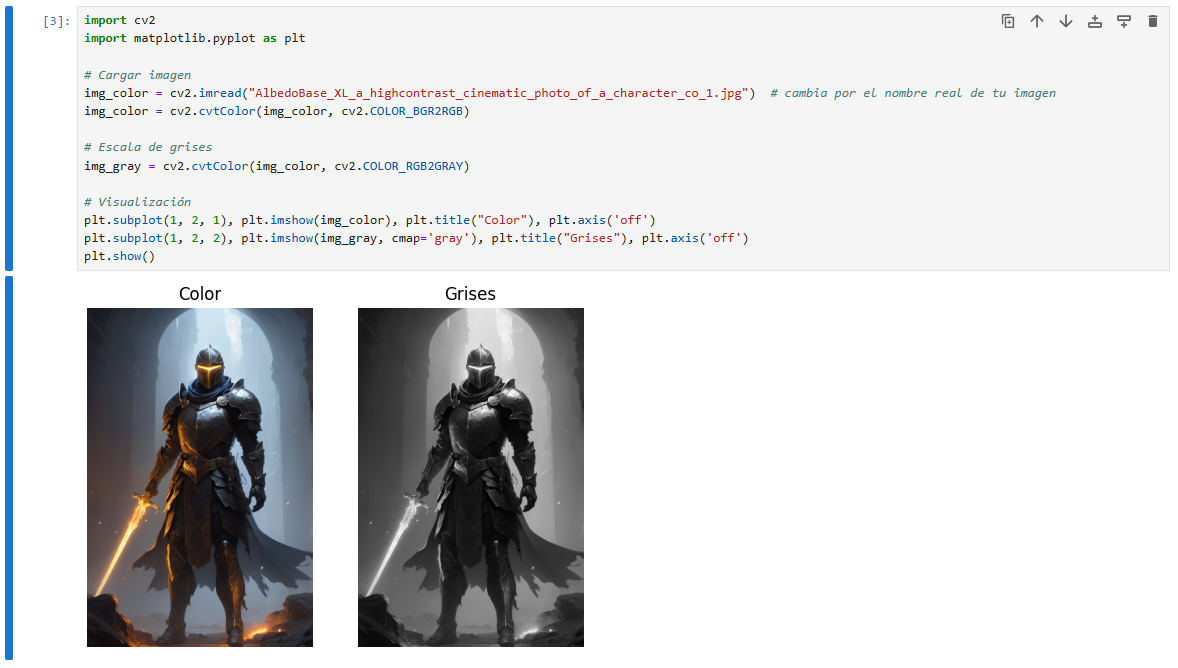 [3]: import cv2
import matplotlib.pyplot as plt
# Cargar imagen
img_color = cv2.imread("AlbedoBase_XL_a_highcontrast_cinematic_photo_of_a_character_co_1.jpg")  # cambia por el nombre real de tu imagen
img_color = cv2.cvtColor(img_color, cv2.COLOR_BGR2RGB)
# Escala de grises
img_gray = cv2.cvtColor(img_color, cv2.COLOR_RGB2GRAY)
# Visualización
plt.subplot(1, 2, 1), plt.imshow(img_color), plt.title("Color"), plt.axis('off')
plt.subplot(1, 2, 2), plt.imshow(img_gray, cmap='gray'), plt.title("Grises"), plt.axis('off')
plt.show()
Color
Grises